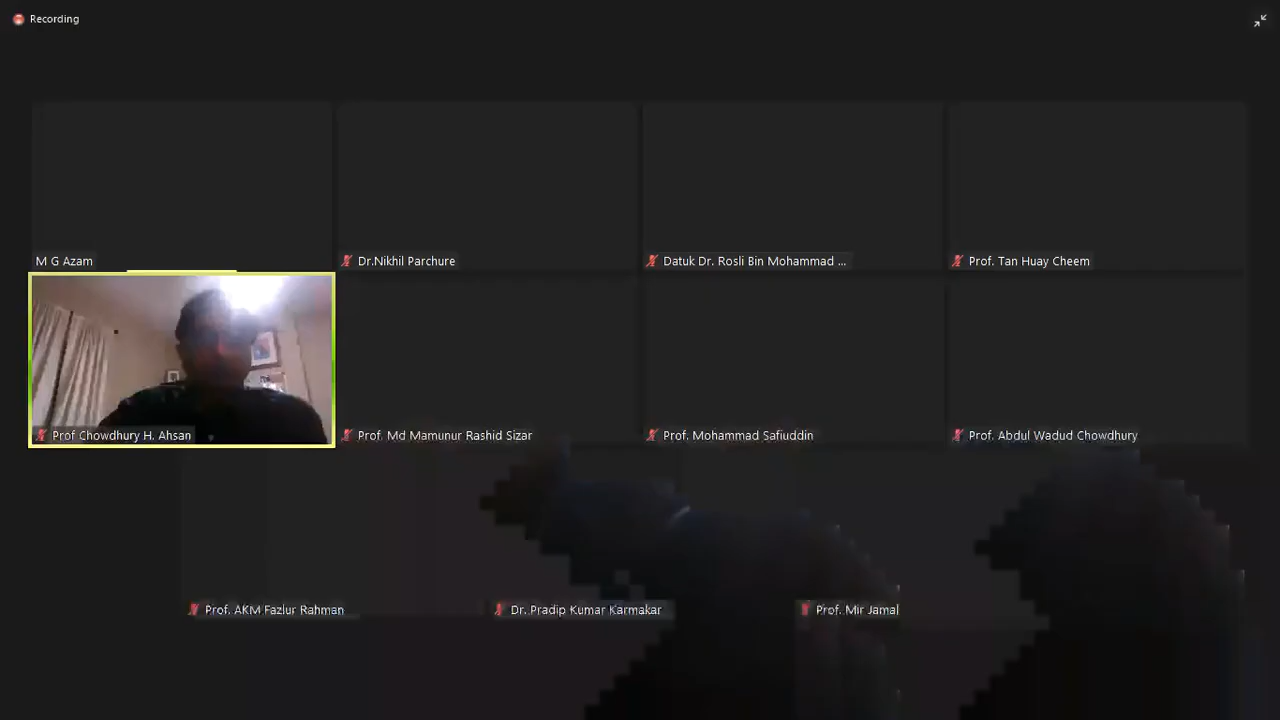 Recording
M G Azam
Dr.Nikhil Parchure
Datuk Dr. Rosli Bin Mohammad ...
Prof. Tan Huay Cheem
Prof Chowdhury H. Ahsan
Prof. Md Mamunur Rashid Sizar
Prof. Mohammad Safiuddin
Prof. Abdul Wadud Chowdhury
Prof. AKM Fazlur Rahman
Dr. Pradip Kumar Karmakar
Prof. Mir Jamal